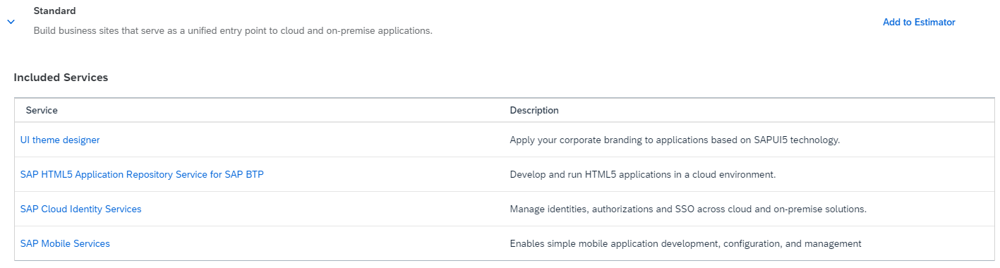 Standard
Build business sites that serve as a unified entry point to cloud and on-premise applications.
Add to Estimator
Included Services
Service Description
UI theme designer Apply your corporate branding to applications based on SAPUI5 technology.
SAP HTML5 Application Repository Service for SAP BTP Develop and run HTML5 applications in a cloud environment.
SAP Cloud Identity Services Manage identities, authorizations and SSO across cloud and on-premise solutions.
SAP Mobile Services Enables simple mobile application development, configuration, and management